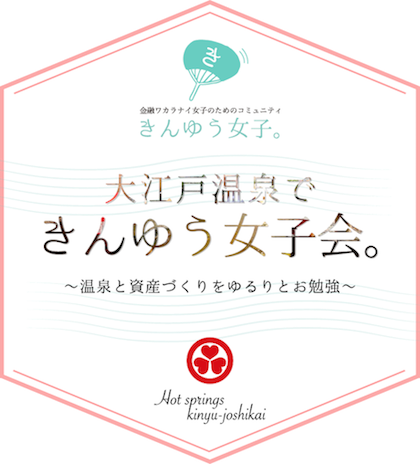 き
金融ワカラナイ女子のためのコミュニティ
きんゆう女子。
大江戸温泉で
きんゆう女子会。
〜温泉と資産づくりをゆるりとお勉強〜
Hot springs
kinyu-joshikai